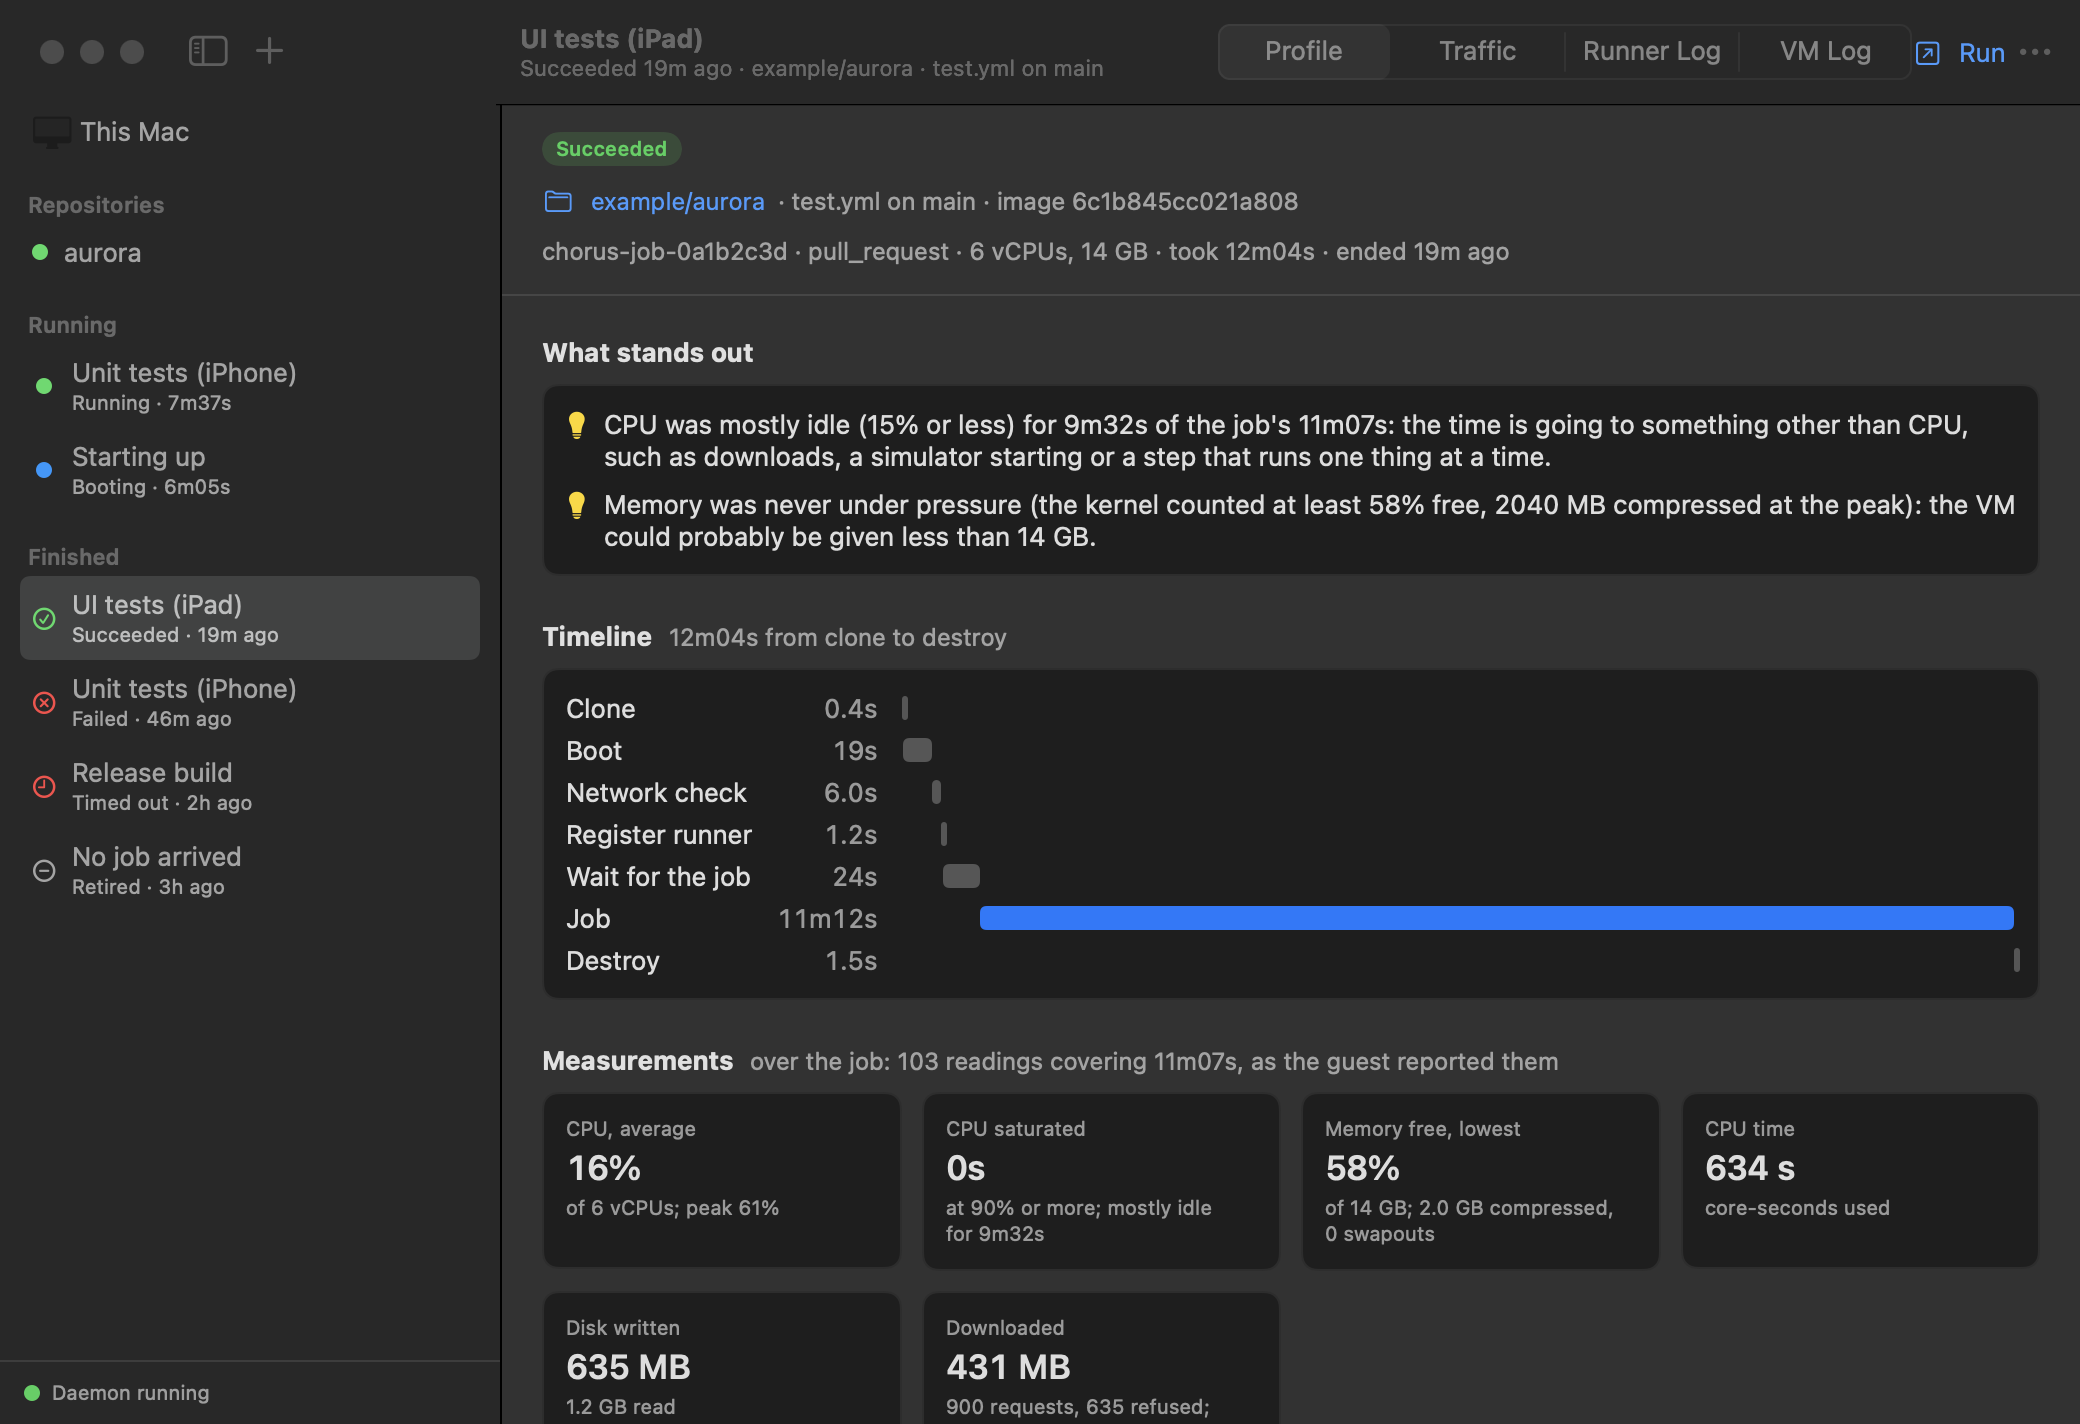 UI tests (iPad)
Succeeded 19m ago · example/aurora · test.yml on main
Profile
Traffic
Runner Log
VM Log
Run
This Mac
Repositories
aurora
Running
Unit tests (iPhone)
Running · 7m37s
Starting up
Booting · 6m05s
Finished
UI tests (iPad)
Succeeded · 19m ago
Unit tests (iPhone)
Failed · 46m ago
Release build
Timed out · 2h ago
No job arrived
Retired · 3h ago
Daemon running
Succeeded
example/aurora · test.yml on main · image 6c1b845cc021a808
chorus-job-0a1b2c3d · pull_request · 6 vCPUs, 14 GB · took 12m04s · ended 19m ago
What stands out
CPU was mostly idle (15% or less) for 9m32s of the job's 11m07s: the time is going to something other than CPU,
such as downloads, a simulator starting or a step that runs one thing at a time.
Memory was never under pressure (the kernel counted at least 58% free, 2040 MB compressed at the peak): the VM
could probably be given less than 14 GB.
Timeline 12m04s from clone to destroy
Clone 0.4s
Boot 19s
Network check 6.0s
Register runner 1.2s
Wait for the job 24s
Job 11m12s
Destroy 1.5s
Measurements over the job: 103 readings covering 11m07s, as the guest reported them
CPU, average
16%
of 6 vCPUs; peak 61%
CPU saturated
0s
at 90% or more; mostly idle
for 9m32s
Memory free, lowest
58%
of 14 GB; 2.0 GB compressed,
0 swapouts
CPU time
634 s
core-seconds used
Disk written
635 MB
1.2 GB read
Downloaded
431 MB
900 requests, 635 refused;